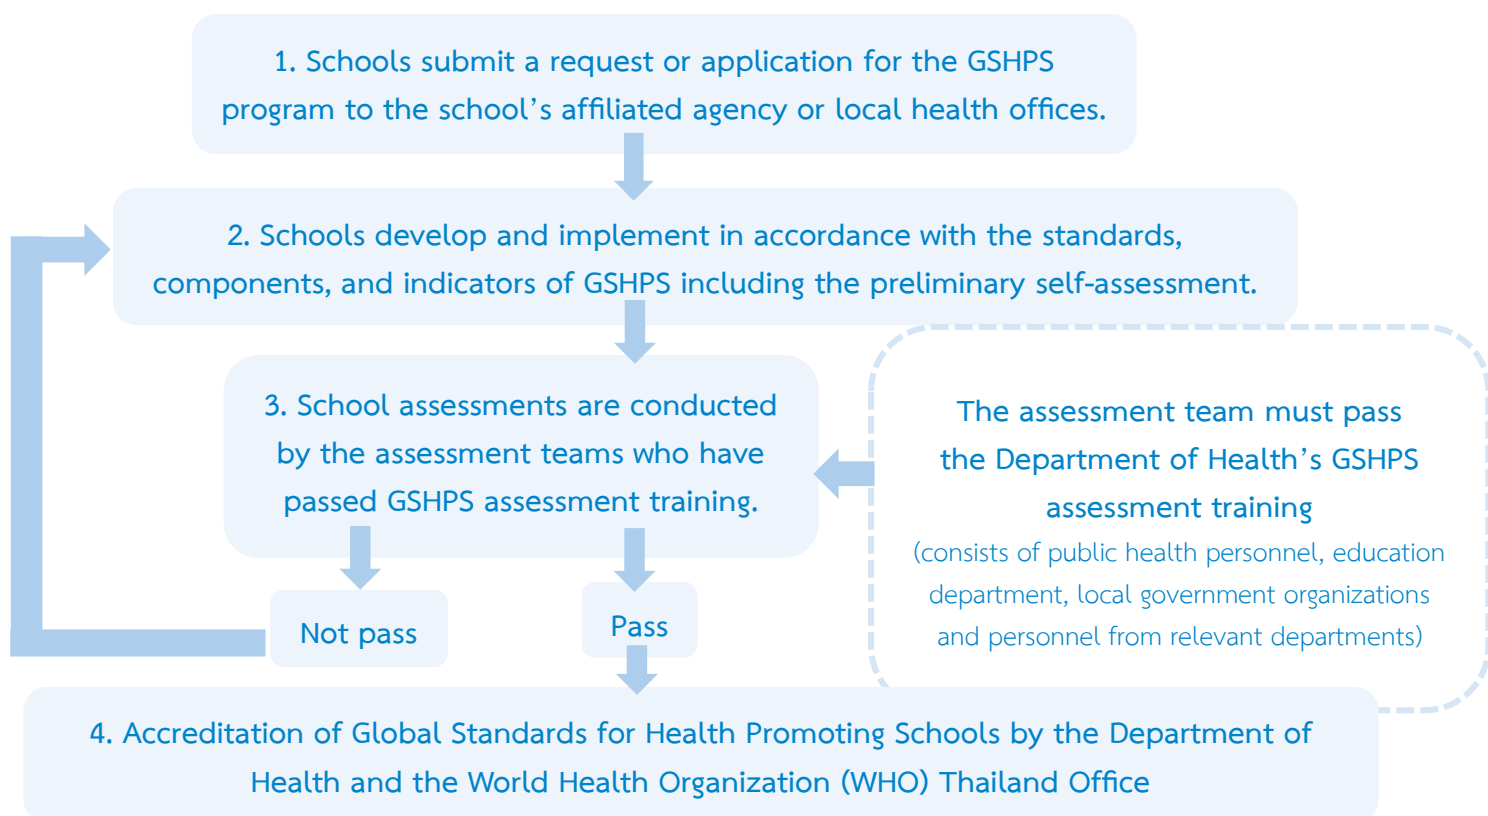 1. Schools submit a request or application for the GSHPS
program to the school’s affiliated agency or local health offices.
2. Schools develop and implement in accordance with the standards,
components, and indicators of GSHPS including the preliminary self-assessment.
3. School assessments are conducted
by the assessment teams who have
passed GSHPS assessment training.
The assessment team must pass
the Department of Health’s GSHPS
assessment training
(consists of public health personnel, education
department, local government organizations
and personnel from relevant departments)
Not pass
Pass
4. Accreditation of Global Standards for Health Promoting Schools by the Department of
Health and the World Health Organization (WHO) Thailand Office